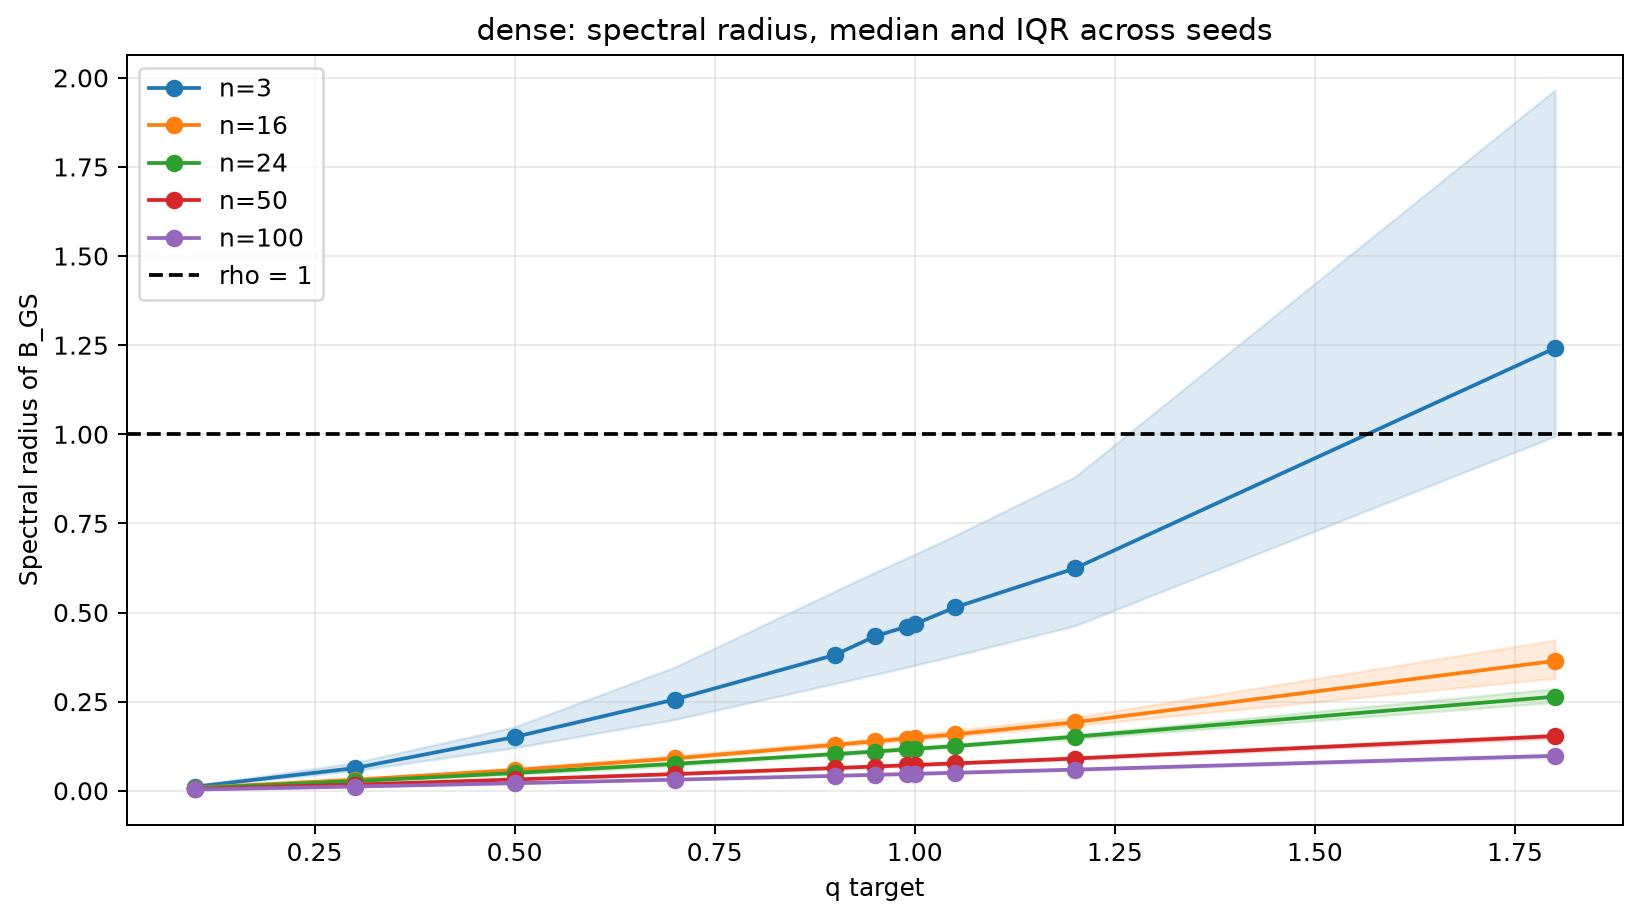 dense: spectral radius, median and IQR across seeds
n=3
n=16
n=24
n=50
n=100
rho = 1
Spectral radius of B_GS
2.00
1.75
1.50
1.25
1.00
0.75
0.50
0.25
0.00
0.25
0.50
0.75
1.00
1.25
1.50
1.75
q target